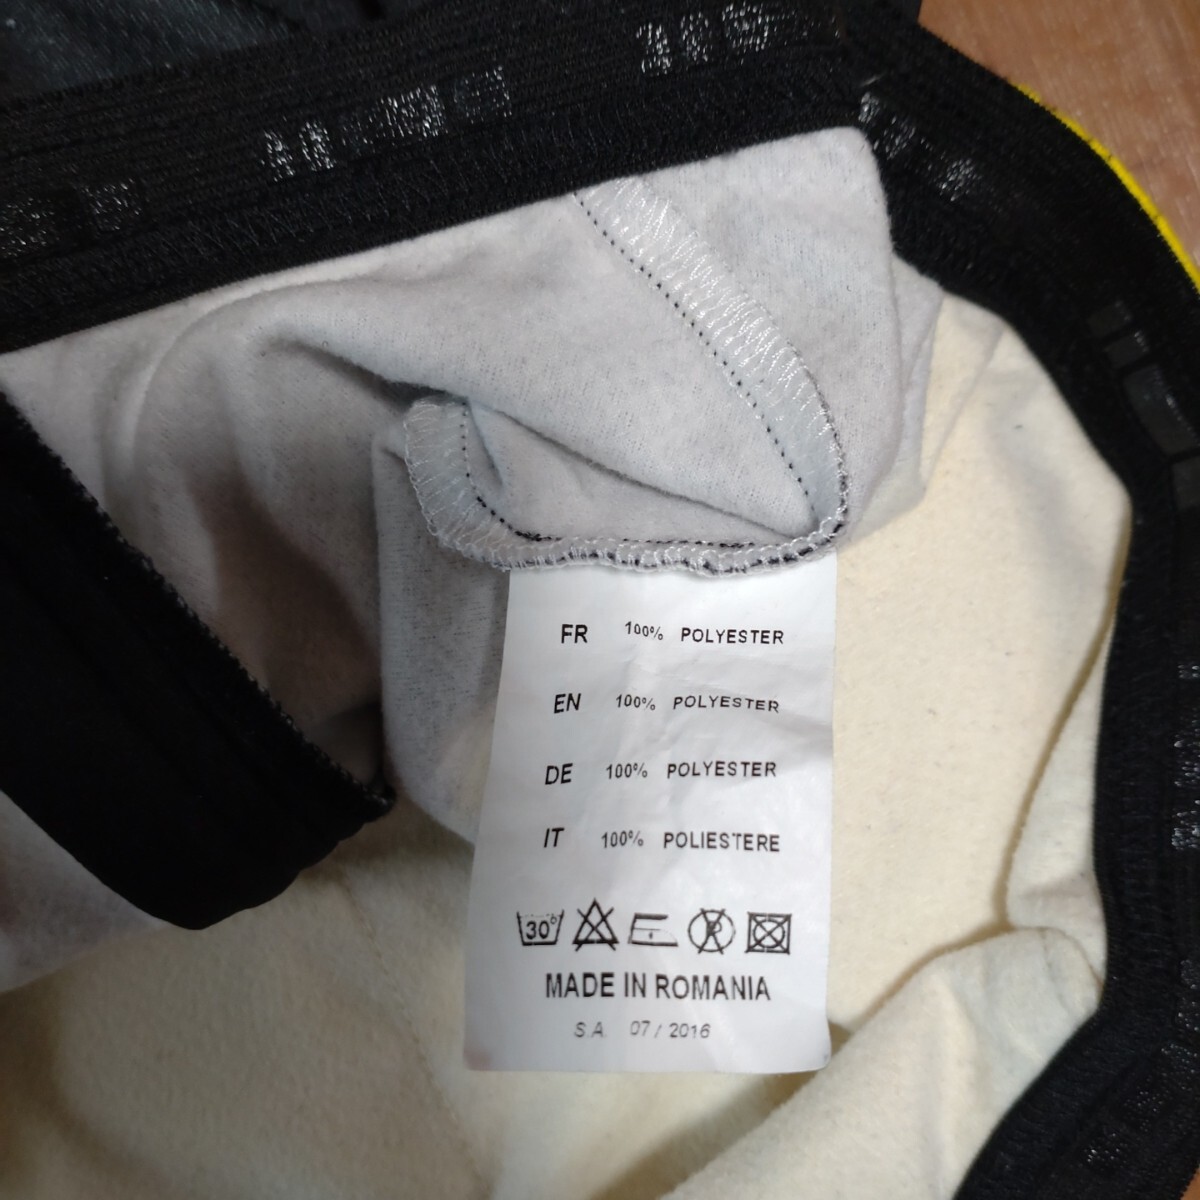 FR 100% POLYESTER
EN 100% POLYESTER
DE 100% POLYESTER
IT 100% POLIESTERE
30° P
MADE IN ROMANIA
S.A. 07 / 2016